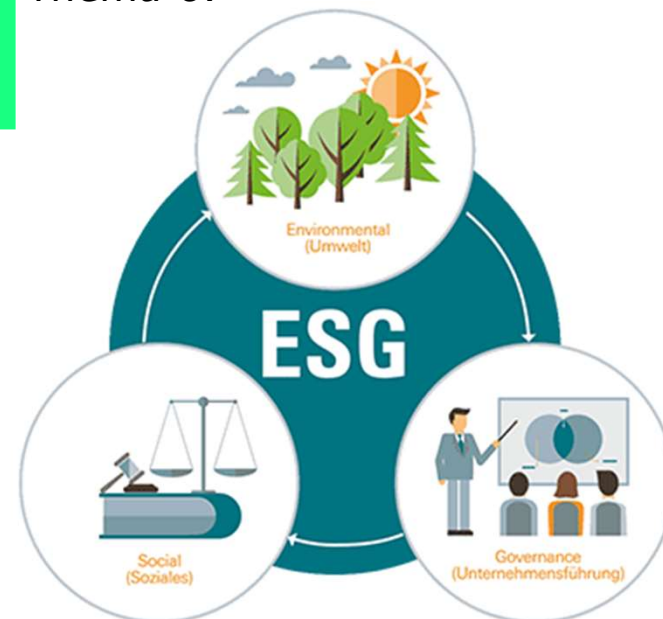 Environmental
(Umwelt)
ESG
Social
(Soziales)
Governance
(Unternehmensführung)